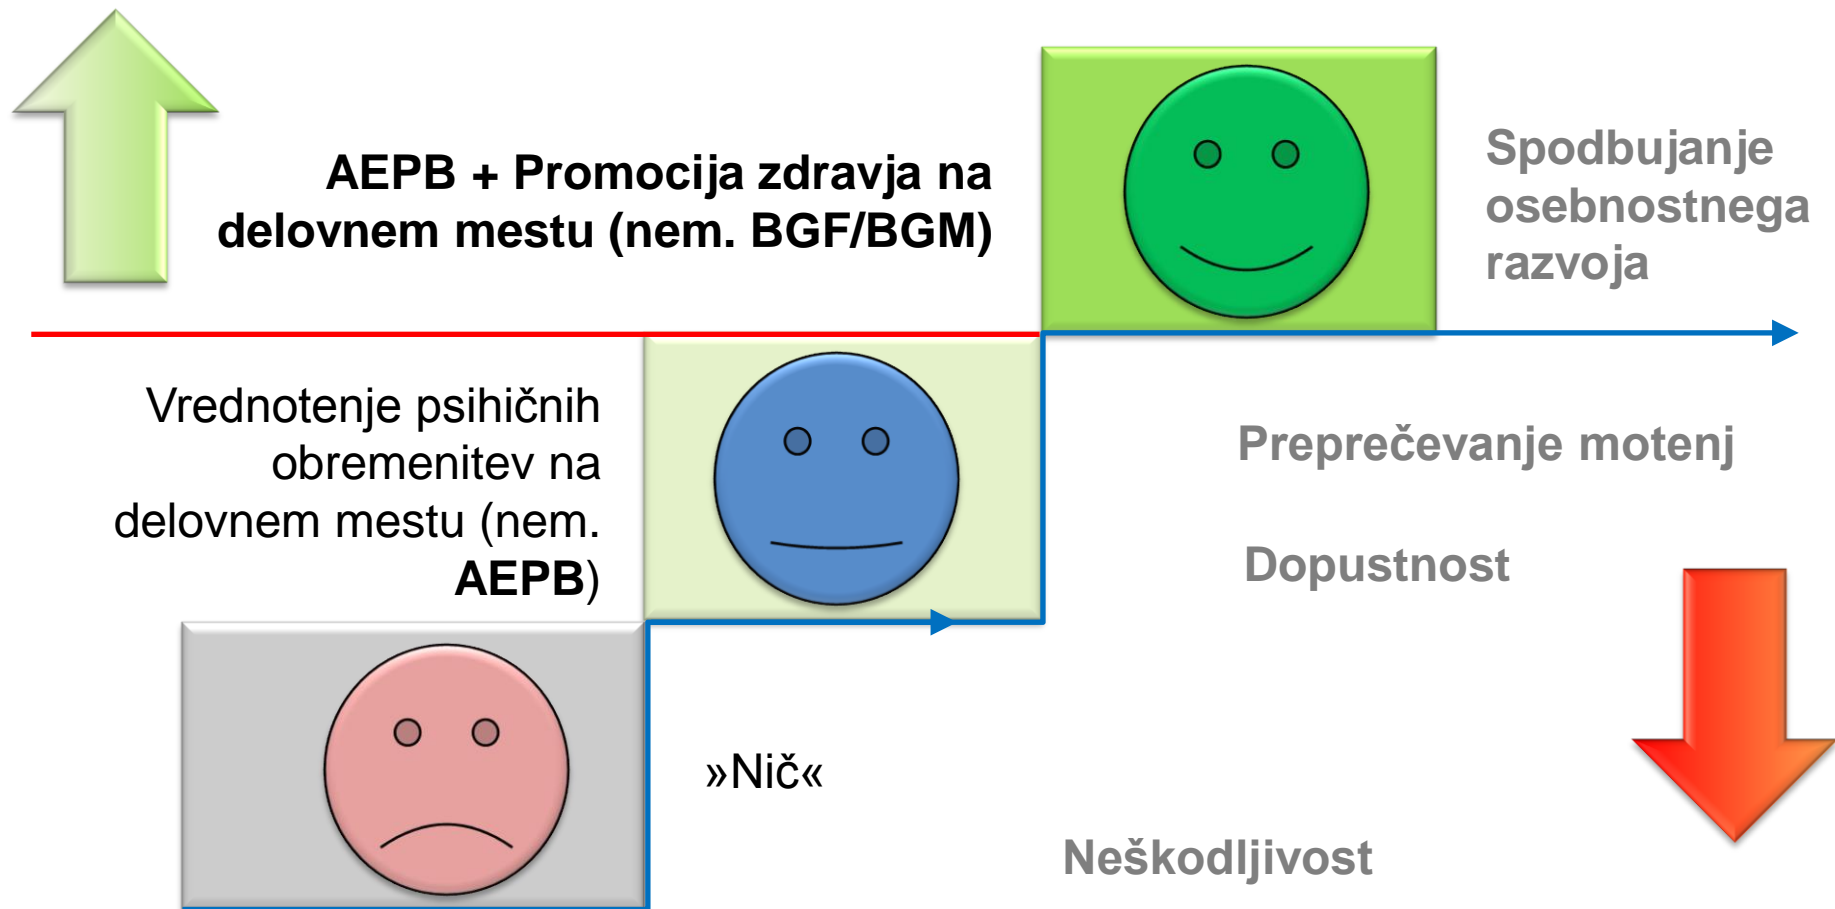 AEPB + Promocija zdravja na
delovnem mestu (nem. BGF/BGM)
Spodbujanje
osebnostnega
razvoja
Vrednotenje psihičnih
obremenitev na
delovnem mestu (nem.
AEPB)
Preprečevanje motenj
Dopustnost
»Nič«
Neškodljivost